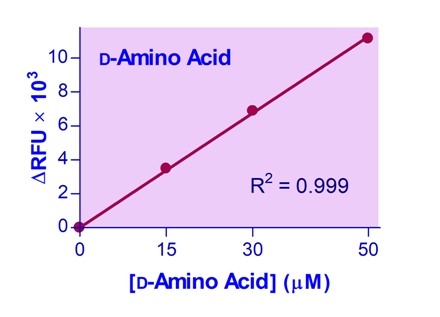 D-Amino Acid
ΔRFU × 10³
10
8
6
4
2
0
R² = 0.999
0 15 30 50
[D-Amino Acid] (μM)